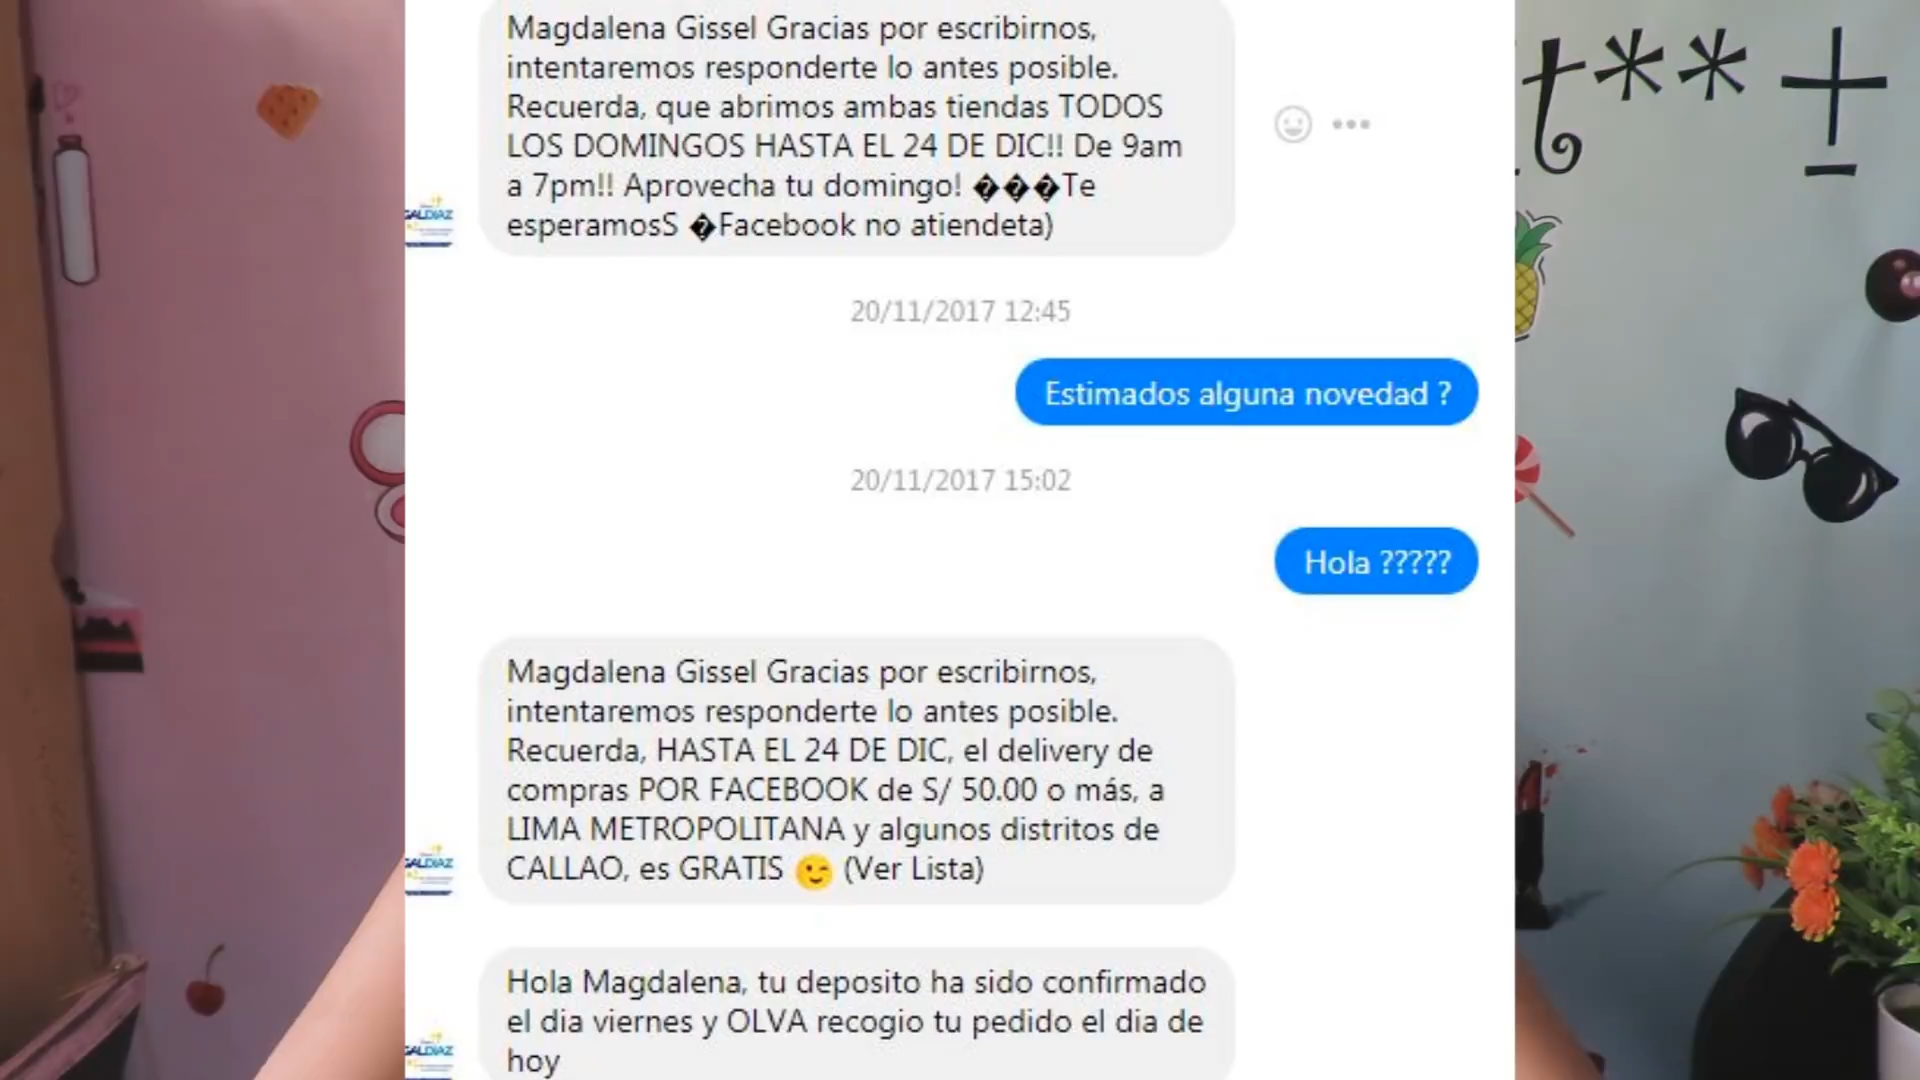 Magdalena Gissel Gracias por escribirnos,
intentaremos responderte lo antes posible.
Recuerda, que abrimos ambas tiendas TODOS
LOS DOMINGOS HASTA EL 24 DE DIC!! De 9am
a 7pm!! Aprovecha tu domingo! ���Te
esperamosS �Facebook no atiendeta)
20/11/2017 12:45
Estimados alguna novedad ?
20/11/2017 15:02
Hola ?????
Magdalena Gissel Gracias por escribirnos,
intentaremos responderte lo antes posible.
Recuerda, HASTA EL 24 DE DIC, el delivery de
compras POR FACEBOOK de S/ 50.00 o más, a
LIMA METROPOLITANA y algunos distritos de
CALLAO, es GRATIS 😉 (Ver Lista)
Hola Magdalena, tu deposito ha sido confirmado
el dia viernes y OLVA recogio tu pedido el dia de
hoy